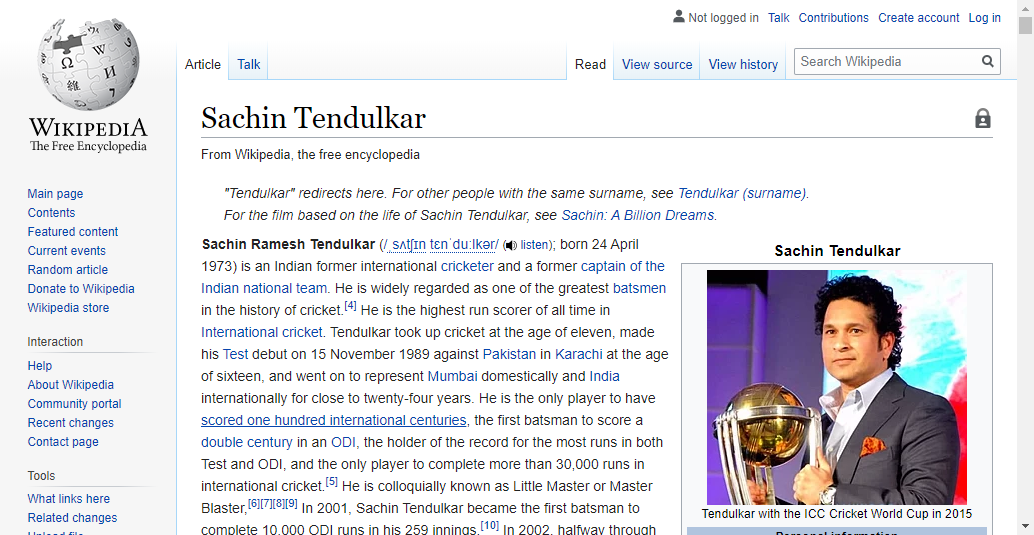 Not logged in Talk Contributions Create account Log in
Article Talk Read View source View history Search Wikipedia
WIKIPEDIA
The Free Encyclopedia
Main page
Contents
Featured content
Current events
Random article
Donate to Wikipedia
Wikipedia store
Interaction
Help
About Wikipedia
Community portal
Recent changes
Contact page
Tools
What links here
Related changes
Upload file
Sachin Tendulkar
From Wikipedia, the free encyclopedia
"Tendulkar" redirects here. For other people with the same surname, see Tendulkar (surname).
For the film based on the life of Sachin Tendulkar, see Sachin: A Billion Dreams.
Sachin Ramesh Tendulkar (/ˌsʌtʃɪn tɛnˈduːlkər/ (listen); born 24 April
1973) is an Indian former international cricketer and a former captain of the
Indian national team. He is widely regarded as one of the greatest batsmen
in the history of cricket.[4] He is the highest run scorer of all time in
International cricket. Tendulkar took up cricket at the age of eleven, made
his Test debut on 15 November 1989 against Pakistan in Karachi at the age
of sixteen, and went on to represent Mumbai domestically and India
internationally for close to twenty-four years. He is the only player to have
scored one hundred international centuries, the first batsman to score a
double century in an ODI, the holder of the record for the most runs in both
Test and ODI, and the only player to complete more than 30,000 runs in
international cricket.[5] He is colloquially known as Little Master or Master
Blaster,[6][7][8][9] In 2001, Sachin Tendulkar became the first batsman to
complete 10,000 ODI runs in his 259 innings.[10] In 2002, halfway through
Sachin Tendulkar
Tendulkar with the ICC Cricket World Cup in 2015
Personal information